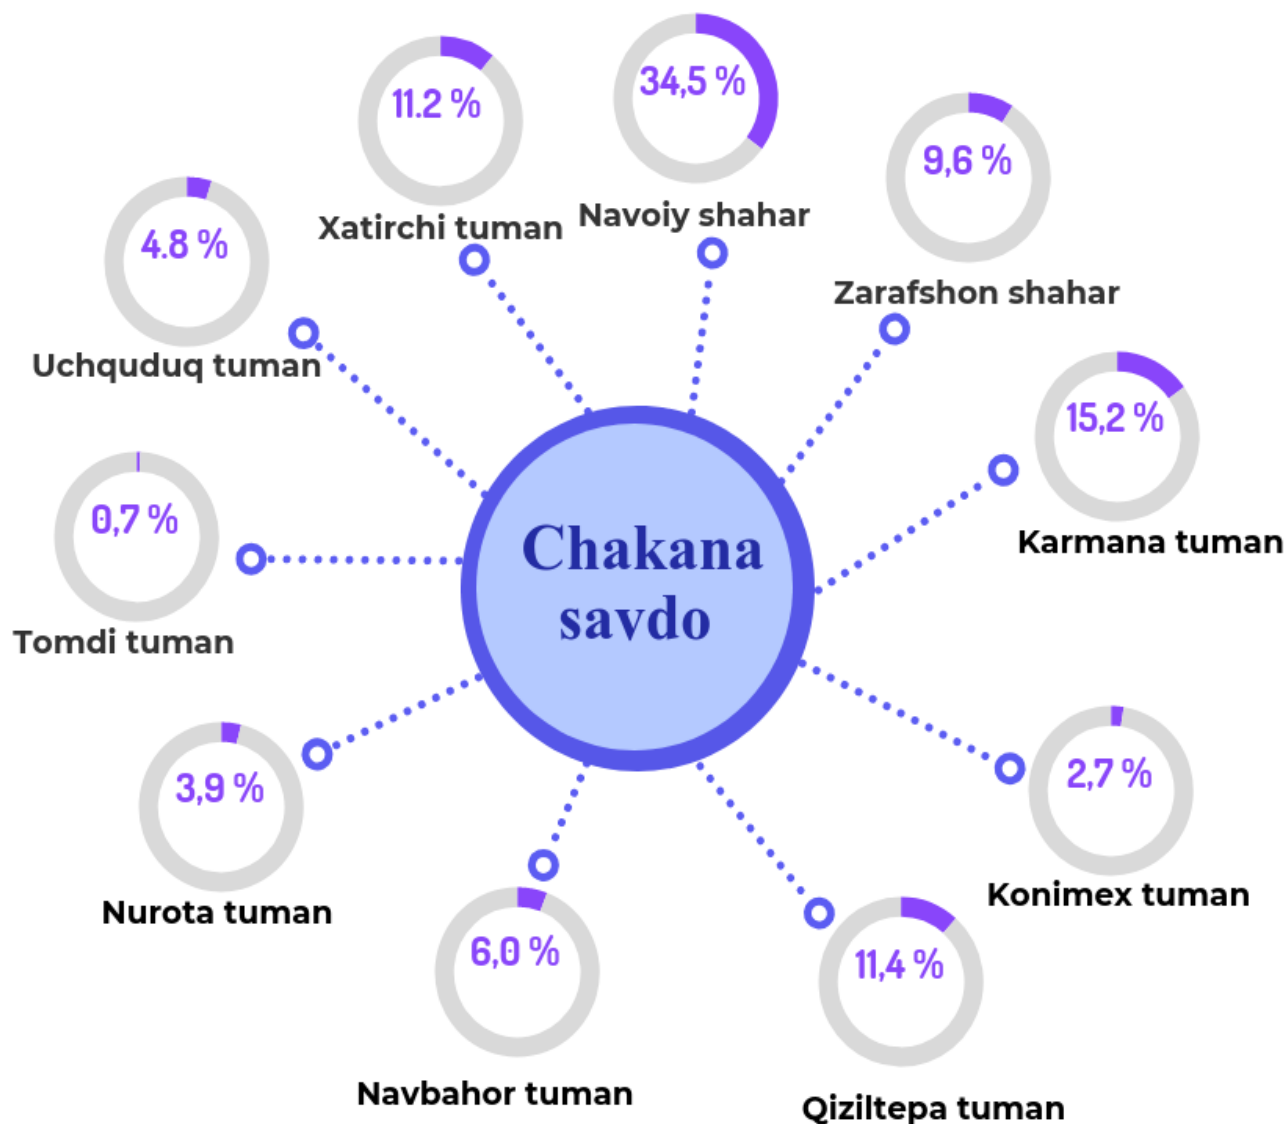 34,5 %
Navoiy shahar
9,6 %
Zarafshon shahar
15,2 %
Karmana tuman
2,7 %
Konimex tuman
11,4 %
Qiziltepa tuman
6,0 %
Navbahor tuman
3,9 %
Nurota tuman
0,7 %
Tomdi tuman
4.8 %
Uchquduq tuman
11.2 %
Xatirchi tuman
Chakana
savdo